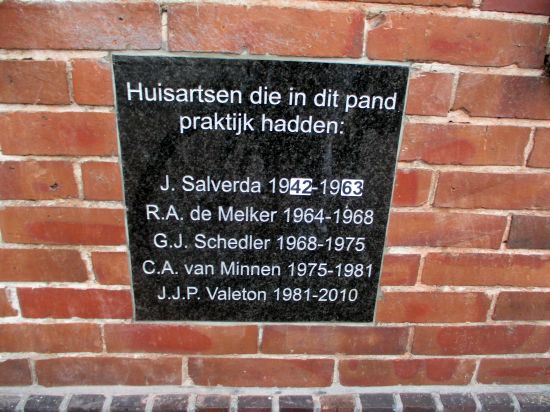 Huisartsen die in dit pand
praktijk hadden:
J. Salverda 1942-1963
R.A. de Melker 1964-1968
G.J. Schedler 1968-1975
C.A. van Minnen 1975-1981
J.J.P. Valeton 1981-2010